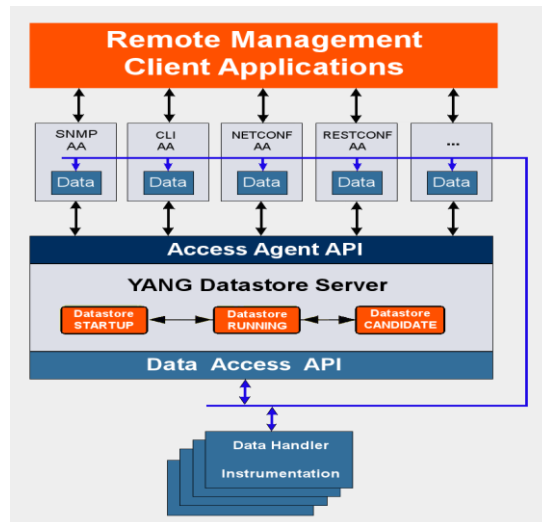 Remote Management
Client Applications
SNMP
AA
CLI
AA
NETCONF
AA
RESTCONF
AA
...
Data
Data
Data
Data
Data
Access Agent API
YANG Datastore Server
Datastore
STARTUP
Datastore
RUNNING
Datastore
CANDIDATE
Data Access API
Data Handler
Instrumentation